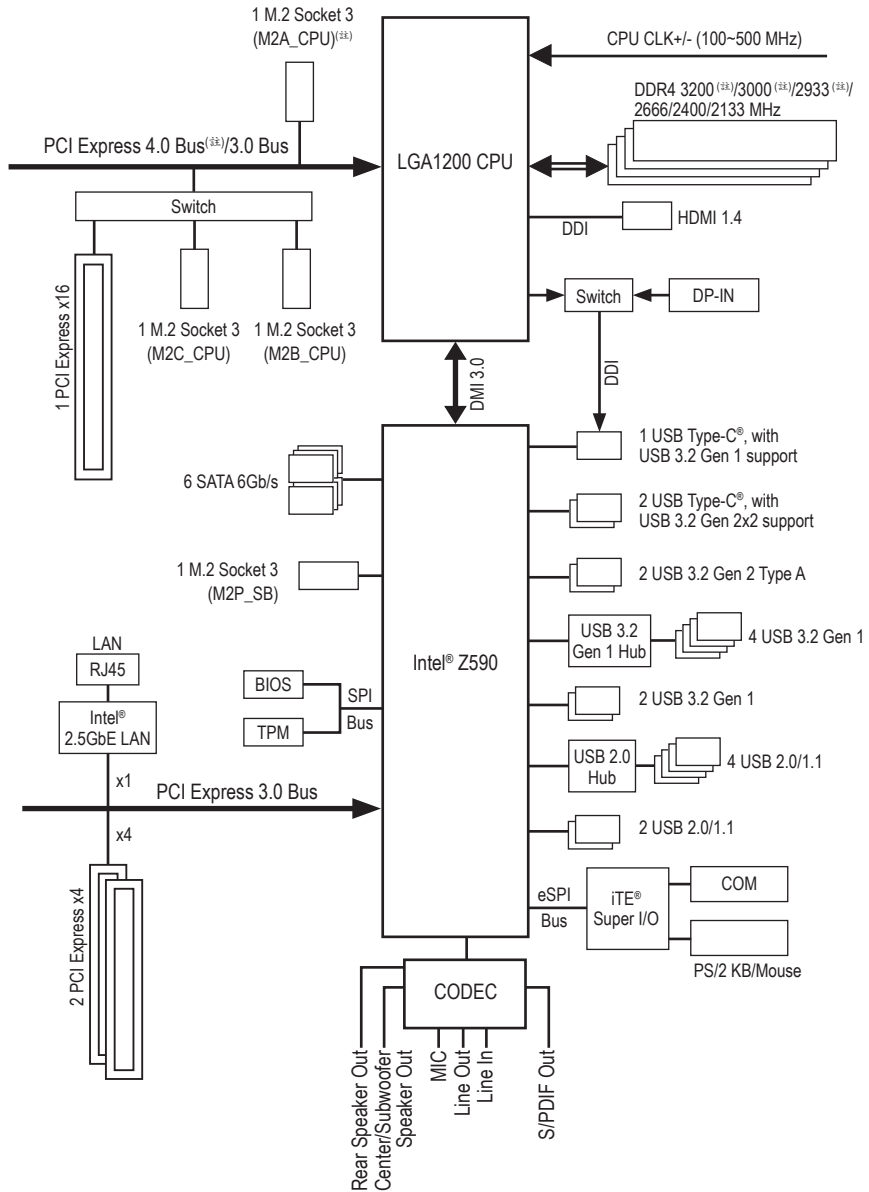 1 M.2 Socket 3
(M2A_CPU)(註)
CPU CLK+/- (100~500 MHz)
DDR4 3200(註)/3000(註)/2933(註)/
2666/2400/2133 MHz
PCI Express 4.0 Bus(註)/3.0 Bus
LGA1200 CPU
Switch
DDI
HDMI 1.4
1 PCI Express x16
1 M.2 Socket 3
(M2C_CPU)
1 M.2 Socket 3
(M2B_CPU)
Switch
DP-IN
DDI
DMI 3.0
1 USB Type-C®, with
USB 3.2 Gen 1 support
6 SATA 6Gb/s
2 USB Type-C®, with
USB 3.2 Gen 2x2 support
1 M.2 Socket 3
(M2P_SB)
2 USB 3.2 Gen 2 Type A
Intel® Z590
USB 3.2
Gen 1 Hub
4 USB 3.2 Gen 1
LAN
RJ45
Intel®
2.5GbE LAN
BIOS
TPM
SPI
Bus
2 USB 3.2 Gen 1
USB 2.0
Hub
4 USB 2.0/1.1
x1
PCI Express 3.0 Bus
x4
2 USB 2.0/1.1
2 PCI Express x4
eSPI
Bus
iTE®
Super I/O
COM
PS/2 KB/Mouse
CODEC
Rear Speaker Out
Center/Subwoofer
Speaker Out
MIC
Line Out
Line In
S/PDIF Out